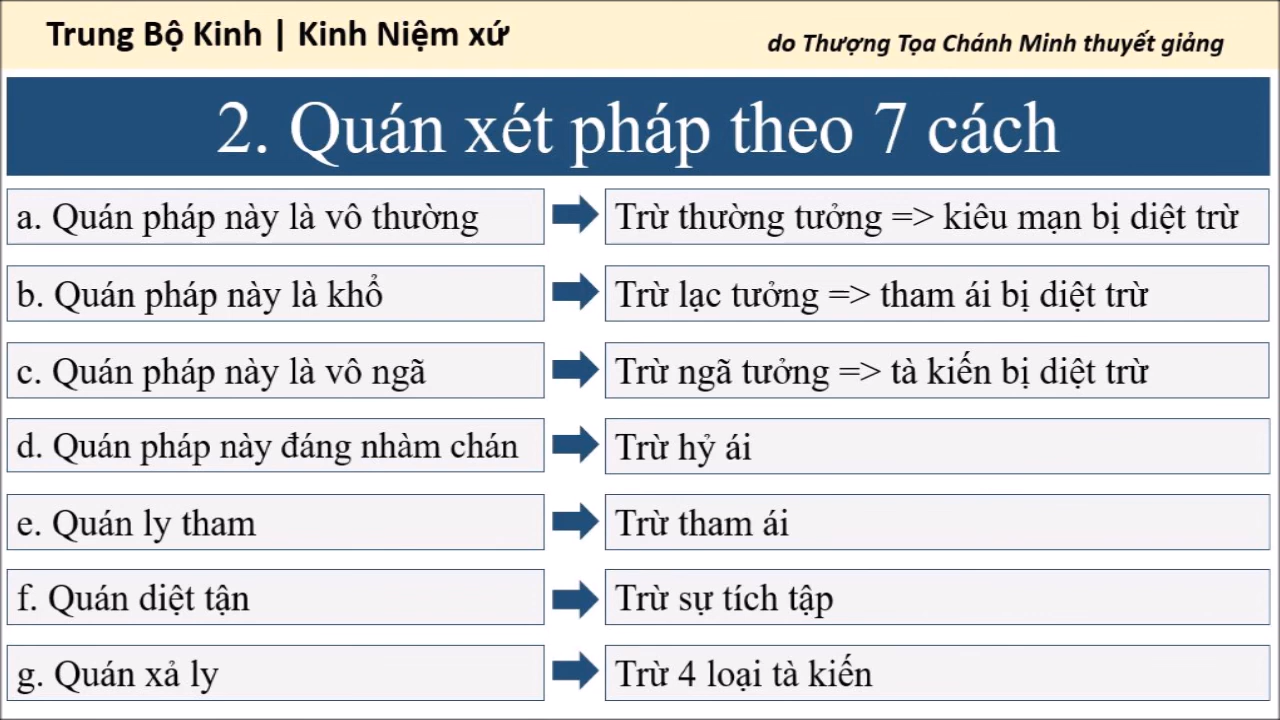 Trung Bộ Kinh | Kinh Niệm xứ
do Thượng Tọa Chánh Minh thuyết giảng
2. Quán xét pháp theo 7 cách
a. Quán pháp này là vô thường
Trừ thường tưởng => kiêu mạn bị diệt trừ
b. Quán pháp này là khổ
Trừ lạc tưởng => tham ái bị diệt trừ
c. Quán pháp này là vô ngã
Trừ ngã tưởng => tà kiến bị diệt trừ
d. Quán pháp này đáng nhàm chán
Trừ hỷ ái
e. Quán ly tham
Trừ tham ái
f. Quán diệt tận
Trừ sự tích tập
g. Quán xả ly
Trừ 4 loại tà kiến